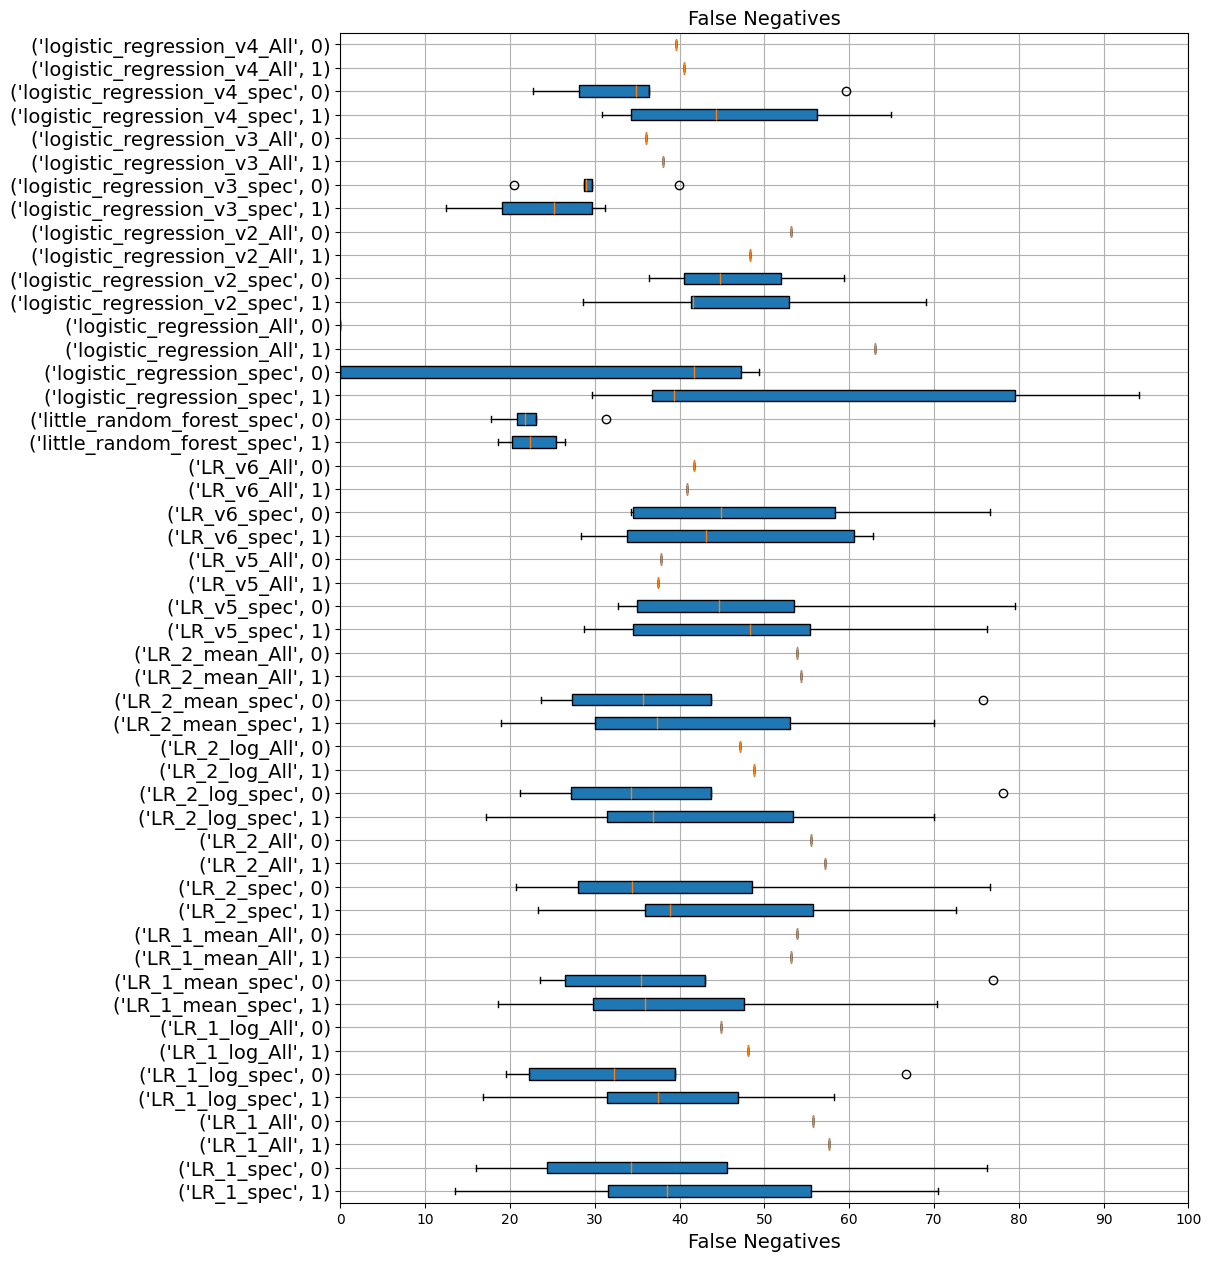 False Negatives
('logistic_regression_v4_All', 0)
('logistic_regression_v4_All', 1)
('logistic_regression_v4_spec', 0)
('logistic_regression_v4_spec', 1)
('logistic_regression_v3_All', 0)
('logistic_regression_v3_All', 1)
('logistic_regression_v3_spec', 0)
('logistic_regression_v3_spec', 1)
('logistic_regression_v2_All', 0)
('logistic_regression_v2_All', 1)
('logistic_regression_v2_spec', 0)
('logistic_regression_v2_spec', 1)
('logistic_regression_All', 0)
('logistic_regression_All', 1)
('logistic_regression_spec', 0)
('logistic_regression_spec', 1)
('little_random_forest_spec', 0)
('little_random_forest_spec', 1)
('LR_v6_All', 0)
('LR_v6_All', 1)
('LR_v6_spec', 0)
('LR_v6_spec', 1)
('LR_v5_All', 0)
('LR_v5_All', 1)
('LR_v5_spec', 0)
('LR_v5_spec', 1)
('LR_2_mean_All', 0)
('LR_2_mean_All', 1)
('LR_2_mean_spec', 0)
('LR_2_mean_spec', 1)
('LR_2_log_All', 0)
('LR_2_log_All', 1)
('LR_2_log_spec', 0)
('LR_2_log_spec', 1)
('LR_2_All', 0)
('LR_2_All', 1)
('LR_2_spec', 0)
('LR_2_spec', 1)
('LR_1_mean_All', 0)
('LR_1_mean_All', 1)
('LR_1_mean_spec', 0)
('LR_1_mean_spec', 1)
('LR_1_log_All', 0)
('LR_1_log_All', 1)
('LR_1_log_spec', 0)
('LR_1_log_spec', 1)
('LR_1_All', 0)
('LR_1_All', 1)
('LR_1_spec', 0)
('LR_1_spec', 1)
0 10 20 30 40 50 60 70 80 90 100
False Negatives